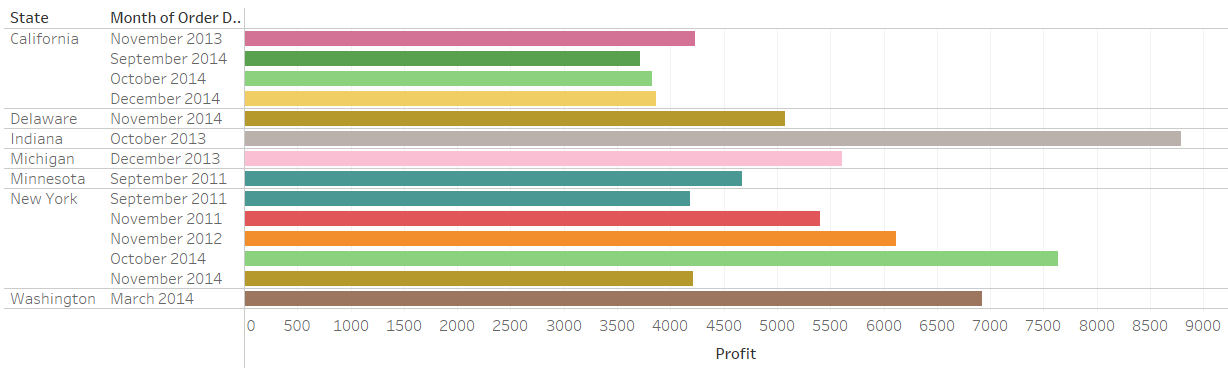 State Month of Order D..
California November 2013
September 2014
October 2014
December 2014
Delaware November 2014
Indiana October 2013
Michigan December 2013
Minnesota September 2011
New York September 2011
November 2011
November 2012
October 2014
November 2014
Washington March 2014
0 500 1000 1500 2000 2500 3000 3500 4000 4500 5000 5500 6000 6500 7000 7500 8000 8500 9000
Profit